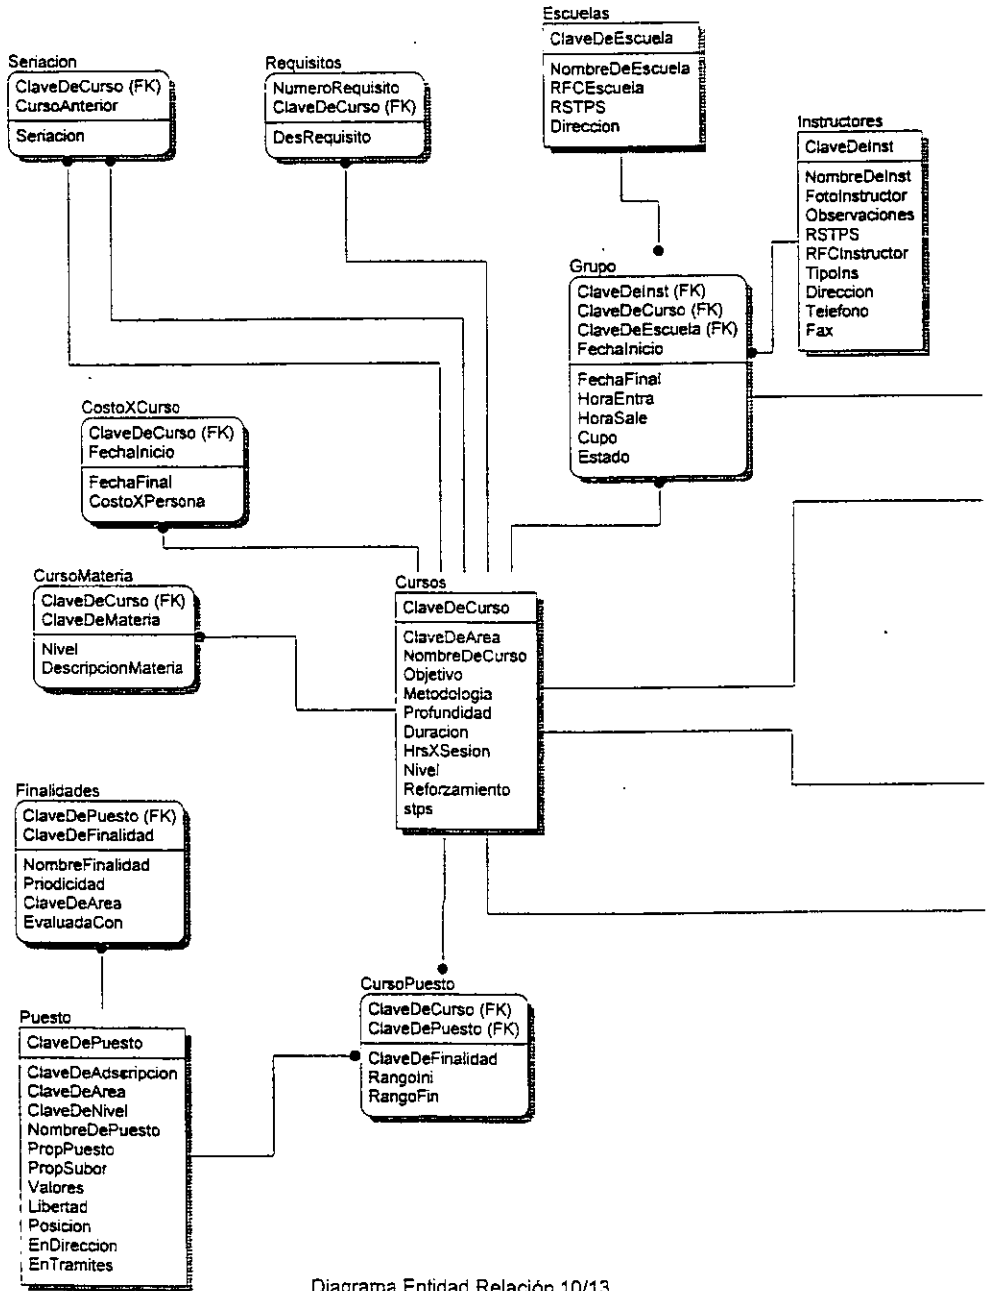 Escuelas
ClaveDeEscuela
NombreDeEscuela
RFCEscuela
RSTPS
Direccion
Seriacion
ClaveDeCurso (FK)
CursoAnterior
Seriacion
Requisitos
NumeroRequisito
ClaveDeCurso (FK)
DesRequisito
Instructores
ClaveDeInst
NombreDeInst
FotoInstructor
Observaciones
RSTPS
RFCInstructor
TipoIns
Direccion
Telefono
Fax
Grupo
ClaveDeInst (FK)
ClaveDeCurso (FK)
ClaveDeEscuela (FK)
FechaInicio
FechaFinal
HoraEntra
HoraSale
Cupo
Estado
CostoXCurso
ClaveDeCurso (FK)
FechaInicio
FechaFinal
CostoXPersona
CursoMateria
ClaveDeCurso (FK)
ClaveDeMateria
Nivel
DescripcionMateria
Cursos
ClaveDeCurso
ClaveDeArea
NombreDeCurso
Objetivo
Metodologia
Profundidad
Duracion
HrsXSesion
Nivel
Reforzamiento
stps
Finalidades
ClaveDePuesto (FK)
ClaveDeFinalidad
NombreFinalidad
Priodicidad
ClaveDeArea
EvaluadaCon
CursoPuesto
ClaveDeCurso (FK)
ClaveDePuesto (FK)
ClaveDeFinalidad
RangoIni
RangoFin
Puesto
ClaveDePuesto
ClaveDeAdscripcion
ClaveDeArea
ClaveDeNivel
NombreDePuesto
PropPuesto
PropSubor
Valores
Libertad
Posicion
EnDireccion
EnTramites
Diagrama Entidad Relación 10/13